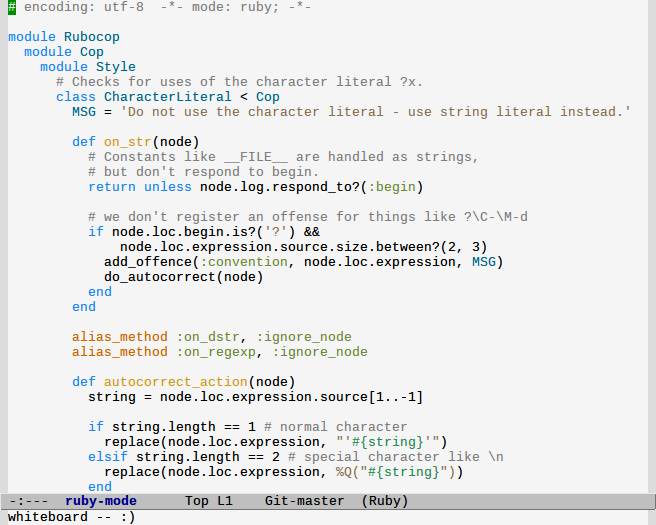 # encoding: utf-8  -*- mode: ruby; -*-

module Rubocop
  module Cop
    module Style
      # Checks for uses of the character literal ?x.
      class CharacterLiteral < Cop
        MSG = 'Do not use the character literal - use string literal instead.'

        def on_str(node)
          # Constants like __FILE__ are handled as strings,
          # but don't respond to begin.
          return unless node.log.respond_to?(:begin)

          # we don't register an offense for things like ?\C-\M-d
          if node.loc.begin.is?('?') &&
              node.loc.expression.source.size.between?(2, 3)
            add_offence(:convention, node.loc.expression, MSG)
            do_autocorrect(node)
          end
        end

        alias_method :on_dstr, :ignore_node
        alias_method :on_regexp, :ignore_node

        def autocorrect_action(node)
          string = node.loc.expression.source[1..-1]

          if string.length == 1 # normal character
            replace(node.loc.expression, "'#{string}'")
          elsif string.length == 2 # special character like \n
            replace(node.loc.expression, %Q("#{string}"))
          end
-:---  ruby-mode      Top L1    Git-master  (Ruby)
whiteboard -- :)